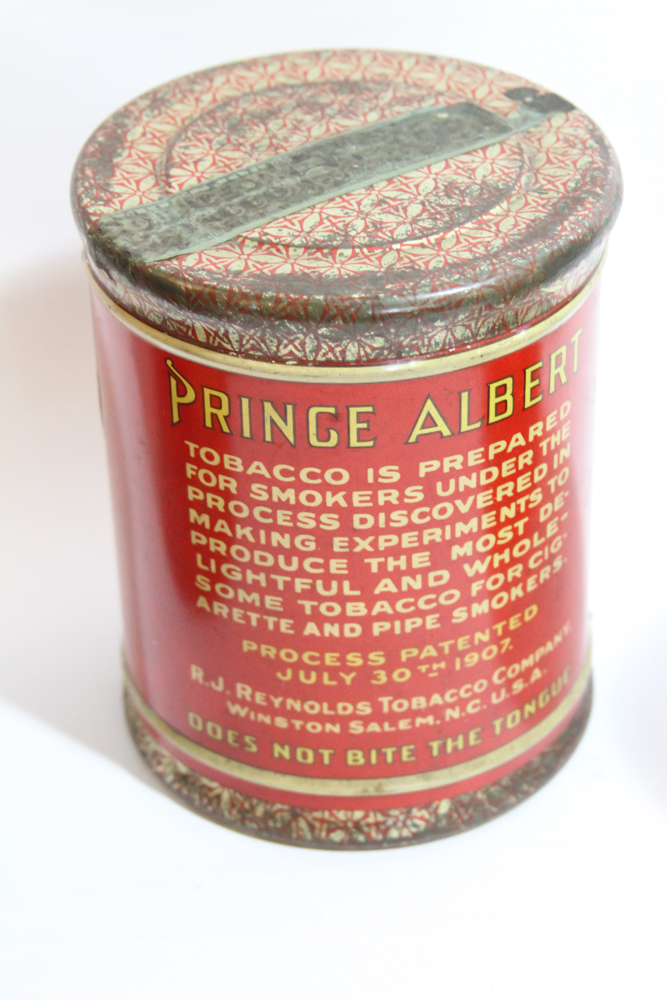 PRINCE ALBERT
TOBACCO IS PREPARED
FOR SMOKERS UNDER THE
PROCESS DISCOVERED IN
MAKING EXPERIMENTS TO
PRODUCE THE MOST DE-
LIGHTFUL AND WHOLE-
SOME TOBACCO FOR CIG-
ARETTE AND PIPE SMOKERS.
PROCESS PATENTED
JULY 30TH 1907.
R.J. REYNOLDS TOBACCO COMPANY,
WINSTON SALEM, N.C. U.S.A.
DOES NOT BITE THE TONGUE